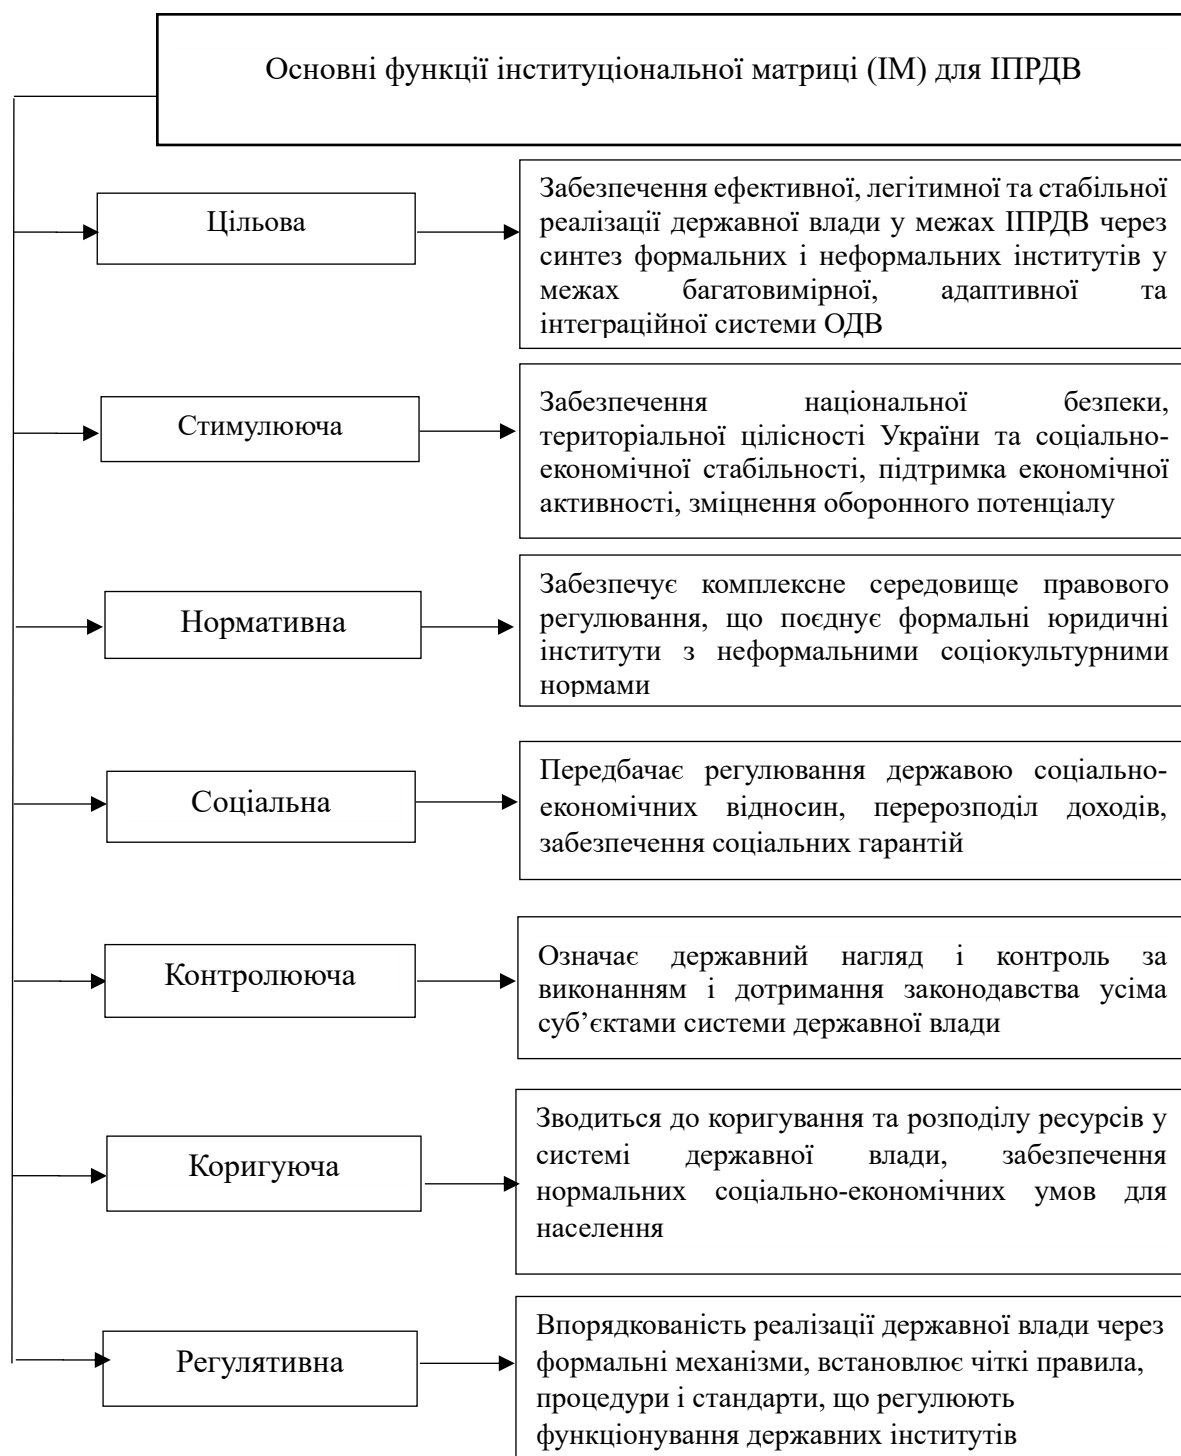 Основні функції інституціональної матриці (ІМ) для ІПРДВ
Цільова
Забезпечення ефективної, легітимної та стабільної
реалізації державної влади у межах ІПРДВ через
синтез формальних і неформальних інститутів у
межах багатовимірної, адаптивної та
інтеграційної системи ОДВ
Стимулююча
Забезпечення національної безпеки,
територіальної цілісності України та соціально-
економічної стабільності, підтримка економічної
активності, зміцнення оборонного потенціалу
Нормативна
Забезпечує комплексне середовище правового
регулювання, що поєднує формальні юридичні
інститути з неформальними соціокультурними
нормами
Соціальна
Передбачає регулювання державою соціально-
економічних відносин, перерозподіл доходів,
забезпечення соціальних гарантій
Контролююча
Означає державний нагляд і контроль за
виконанням і дотримання законодавства усіма
суб’єктами системи державної влади
Коригуюча
Зводиться до коригування та розподілу ресурсів у
системі державної влади, забезпечення
нормальних соціально-економічних умов для
населення
Регулятивна
Впорядкованість реалізації державної влади через
формальні механізми, встановлює чіткі правила,
процедури і стандарти, що регулюють
функціонування державних інститутів